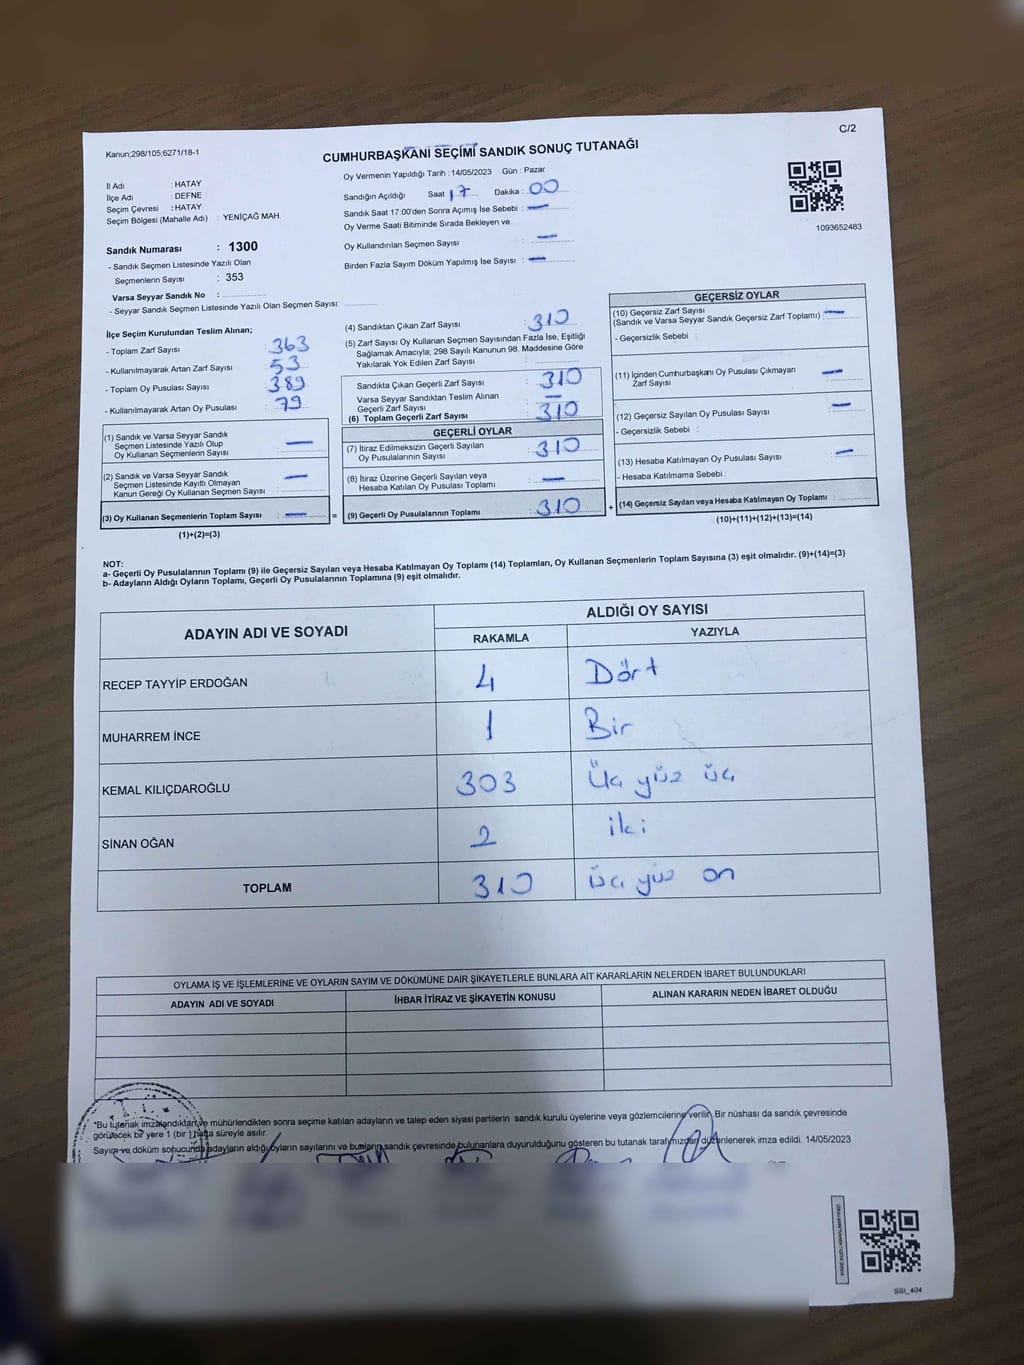 C/2
Kanun;298/105;6271/18-1
CUMHURBAŞKANI SEÇİMİ SANDIK SONUÇ TUTANAĞI
Oy Vermenin Yapıldığı Tarih : 14/05/2023 Gün : Pazar
İl Adı : HATAY
İlçe Adı : DEFNE
Seçim Çevresi : HATAY
Seçim Bölgesi (Mahalle Adı) : YENİÇAĞ MAH.
Sandığın Açıldığı Saat 17 Dakika : 00
Sandık Saat 17:00'den Sonra Açımış İse Sebebi : —
Oy Verme Saati Bitiminde Sırada Bekleyen ve
Oy Kullandırılan Seçmen Sayısı : —
Birden Fazla Sayım Döküm Yapılmış İse Sayısı : —
1093652483
Sandık Numarası : 1300
- Sandık Seçmen Listesinde Yazılı Olan
Seçmenlerin Sayısı : 353
Varsa Seyyar Sandık No :
- Seyyar Sandık Seçmen Listesinde Yazılı Olan Seçmen Sayısı:
İlçe Seçim Kurulundan Teslim Alınan;
- Toplam Zarf Sayısı : 363
- Kullanılmayarak Artan Zarf Sayısı : 53
- Toplam Oy Pusulası Sayısı : 389
- Kullanılmayarak Artan Oy Pusulası : 79
(1) Sandık ve Varsa Seyyar Sandık
Seçmen Listesinde Yazılı Olup
Oy Kullanan Seçmenlerin Sayısı : —
(2) Sandık ve Varsa Seyyar Sandık
Seçmen Listesinde Kayıtlı Olmayan
Kanun Gereği Oy Kullanan Seçmen Sayısı : —
(3) Oy Kullanan Seçmenlerin Toplam Sayısı : — =
(1)+(2)=(3)
(4) Sandıktan Çıkan Zarf Sayısı : 310
(5) Zarf Sayısı Oy Kullanan Seçmen Sayısından Fazla İse, Eşitliği
Sağlamak Amacıyla; 298 Sayılı Kanunun 98. Maddesine Göre
Yakılarak Yok Edilen Zarf Sayısı :
Sandıkta Çıkan Geçerli Zarf Sayısı : 310
Varsa Seyyar Sandıktan Teslim Alınan
Geçerli Zarf Sayısı : —
(6) Toplam Geçerli Zarf Sayısı : 310
GEÇERLİ OYLAR
(7) İtiraz Edilmeksizin Geçerli Sayılan
Oy Pusulalarının Sayısı : 310
(8) İtiraz Üzerine Geçerli Sayılan veya
Hesaba Katılan Oy Pusulası Toplamı : —
(9) Geçerli Oy Pusulalarının Toplamı : 310 +
GEÇERSİZ OYLAR
(10) Geçersiz Zarf Sayısı
(Sandık ve Varsa Seyyar Sandık Geçersiz Zarf Toplamı) : —
- Geçersizlik Sebebi :
(11) İçinden Cumhurbaşkanı Oy Pusulası Çıkmayan
Zarf Sayısı : —
(12) Geçersiz Sayılan Oy Pusulası Sayısı : —
- Geçersizlik Sebebi :
(13) Hesaba Katılmayan Oy Pusulası Sayısı : —
- Hesaba Katılmama Sebebi :
(14) Geçersiz Sayılan veya Hesaba Katılmayan Oy Toplamı :
(10)+(11)+(12)+(13)=(14)
NOT:
a- Geçerli Oy Pusulalarının Toplamı (9) ile Geçersiz Sayılan veya Hesaba Katılmayan Oy Toplamı (14) Toplamları, Oy Kullanan Seçmenlerin Toplam Sayısına (3) eşit olmalıdır. (9)+(14)=(3)
b- Adayların Aldığı Oyların Toplamı, Geçerli Oy Pusulalarının Toplamına (9) eşit olmalıdır.
ADAYIN ADI VE SOYADI
ALDIĞI OY SAYISI
RAKAMLA YAZIYLA
RECEP TAYYİP ERDOĞAN 4 Dört
MUHARREM İNCE 1 Bir
KEMAL KILIÇDAROĞLU 303 Üç yüz üç
SİNAN OĞAN 2 iki
TOPLAM 310 üç yüz on
OYLAMA İŞ VE İŞLEMLERİNE VE OYLARIN SAYIM VE DÖKÜMÜNE DAİR ŞİKAYETLERLE BUNLARA AİT KARARLARIN NELERDEN İBARET BULUNDUKLARI
ADAYIN ADI VE SOYADI İHBAR İTİRAZ VE ŞİKAYETİN KONUSU ALINAN KARARIN NEDEN İBARET OLDUĞU
*Bu tutanak imzalandıktan ve mühürlendikten sonra seçime katılan adayların ve talep eden siyasi partilerin sandık kurulu üyelerine veya gözlemcilerine verilir. Bir nüshası da sandık çevresinde
görülecek bir yere 1 (bir) hafta süreyle asılır.
Sayım ve döküm sonucunda adayların aldığı oyların sayılarını ve bunların sandık çevresinde bulunanlara duyurulduğunu gösteren bu tutanak tarafımızdan düzenlenerek imza edildi. 14/05/2023
SSI_404